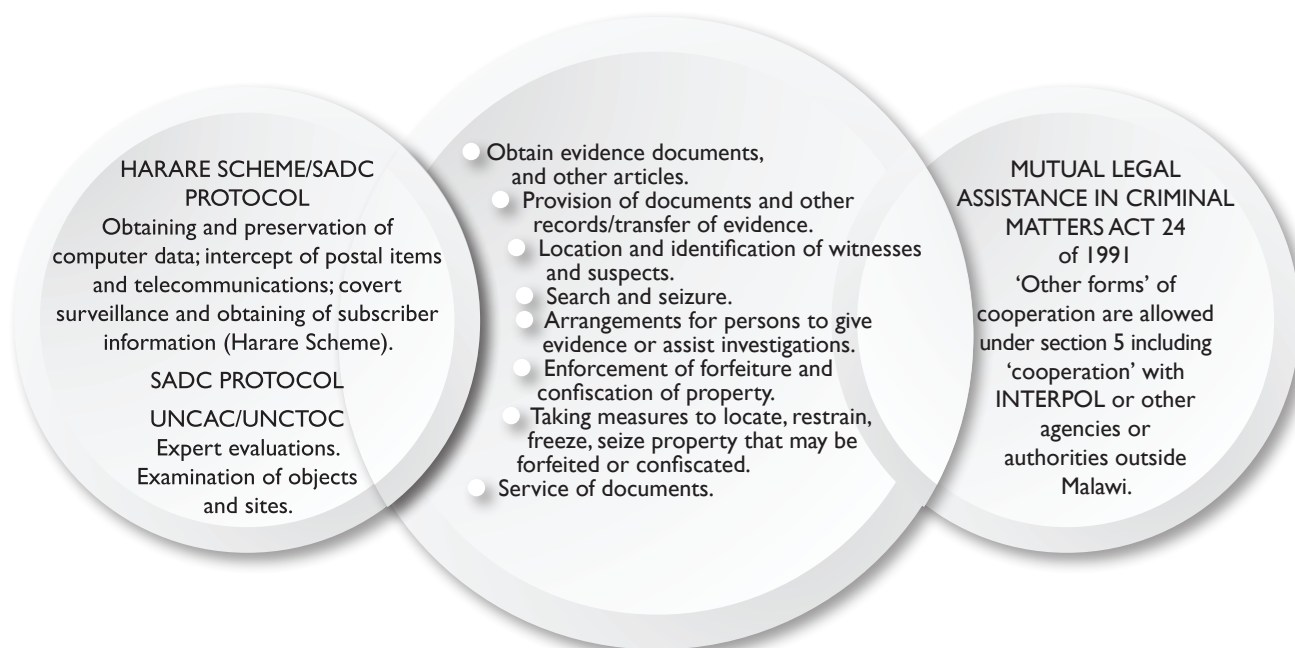 HARARE SCHEME/SADC
PROTOCOL
Obtaining and preservation of
computer data; intercept of postal items
and telecommunications; covert
surveillance and obtaining of subscriber
information (Harare Scheme).
SADC PROTOCOL
UNCAC/UNCTOC
Expert evaluations.
Examination of objects
and sites.
Obtain evidence documents,
and other articles.
Provision of documents and other
records/transfer of evidence.
Location and identification of witnesses
and suspects.
Search and seizure.
Arrangements for persons to give
evidence or assist investigations.
Enforcement of forfeiture and
confiscation of property.
Taking measures to locate, restrain,
freeze, seize property that may be
forfeited or confiscated.
Service of documents.
MUTUAL LEGAL
ASSISTANCE IN CRIMINAL
MATTERS ACT 24
of 1991
‘Other forms’ of
cooperation are allowed
under section 5 including
‘cooperation’ with
INTERPOL or other
agencies or
authorities outside
Malawi.